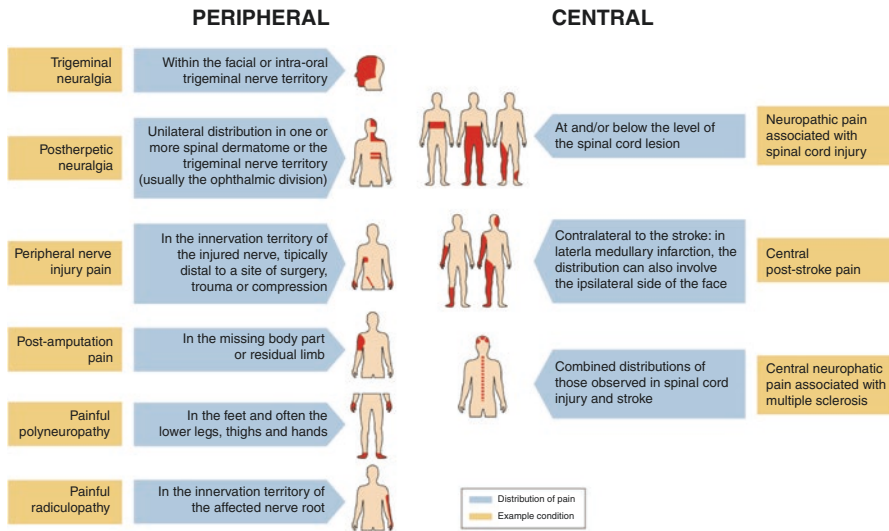 PERIPHERAL
Trigeminal
neuralgia
Within the facial or intra-oral
trigeminal nerve territory
Postherpetic
neuralgia
Unilateral distribution in one or
more spinal dermatome or the
trigeminal nerve territory
(usually the ophthalmic division)
Peripheral nerve
injury pain
In the innervation territory of
the injured nerve, tipically
distal to a site of surgery,
trauma or compression
Post-amputation
pain
In the missing body part
or residual limb
Painful
polyneuropathy
In the feet and often the
lower legs, thighs and hands
Painful
radiculopathy
In the innervation territory of
the affected nerve root
CENTRAL
At and/or below the level of
the spinal cord lesion
Neuropathic pain
associated with
spinal cord injury
Contralateral to the stroke: in
laterla medullary infarction, the
distribution can also involve
the ipsilateral side of the face
Central
post-stroke pain
Combined distributions of
those observed in spinal cord
injury and stroke
Central neurophatic
pain associated with
multiple sclerosis
Distribution of pain
Example condition